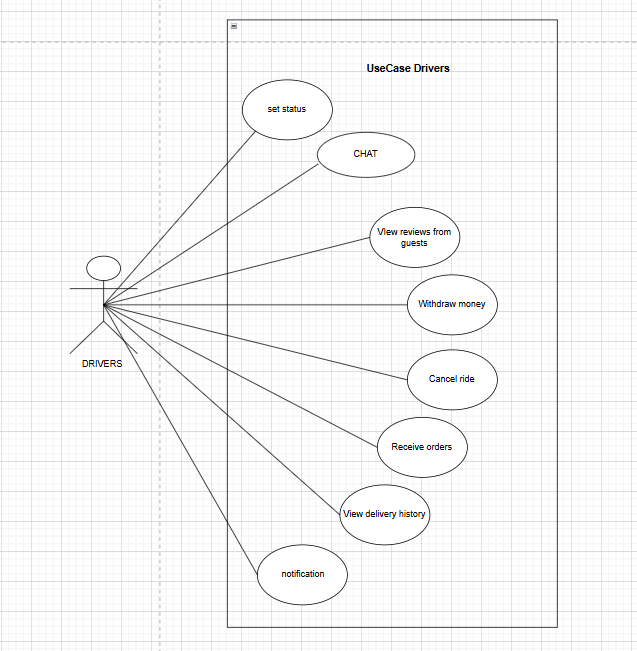 UseCase Drivers
set status
CHAT
View reviews from
guests
Withdraw money
DRIVERS
Cancel ride
Receive orders
View delivery history
notification